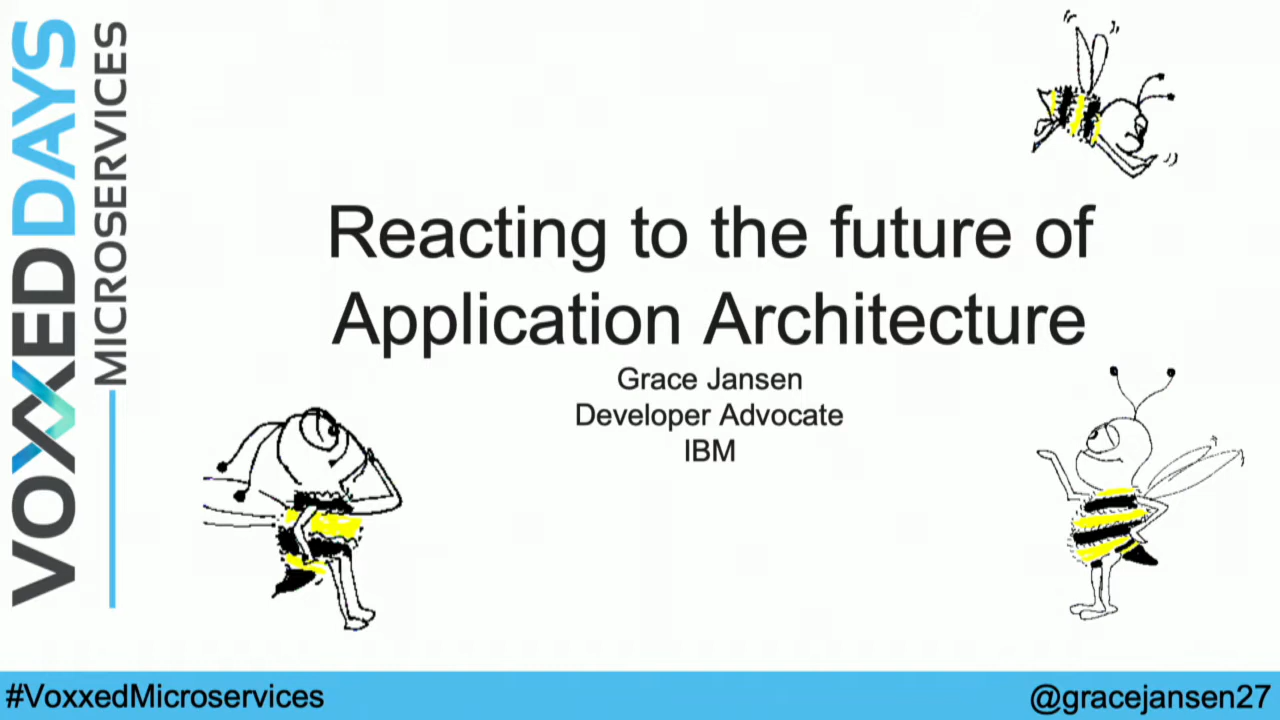 VOXXEDDAYS
MICROSERVICES
Reacting to the future of
Application Architecture
Grace Jansen
Developer Advocate
IBM
#VoxxedMicroservices
@gracejansen27